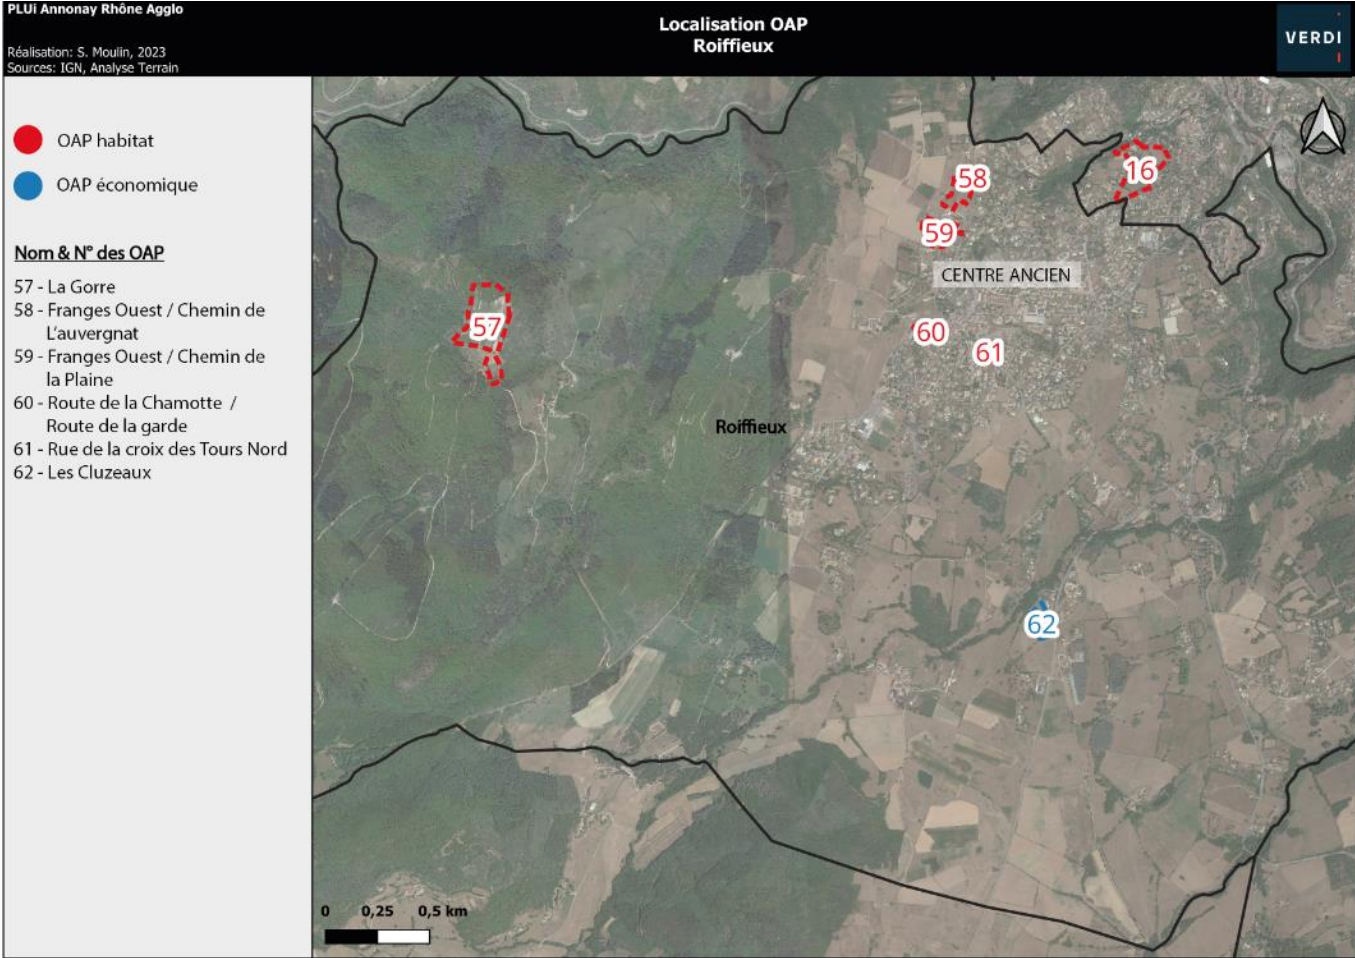 PLUi Annonay Rhône Agglo
Réalisation: S. Moulin, 2023
Sources: IGN, Analyse Terrain
Localisation OAP
Roiffieux
VERDI
OAP habitat
OAP économique
Nom & N° des OAP
57 - La Gorre
58 - Franges Ouest / Chemin de
L'auvergnat
59 - Franges Ouest / Chemin de
la Plaine
60 - Route de la Chamotte /
Route de la garde
61 - Rue de la croix des Tours Nord
62 - Les Cluzeaux
16
58
59
CENTRE ANCIEN
57
60
61
Roiffieux
62
0 0,25 0,5 km